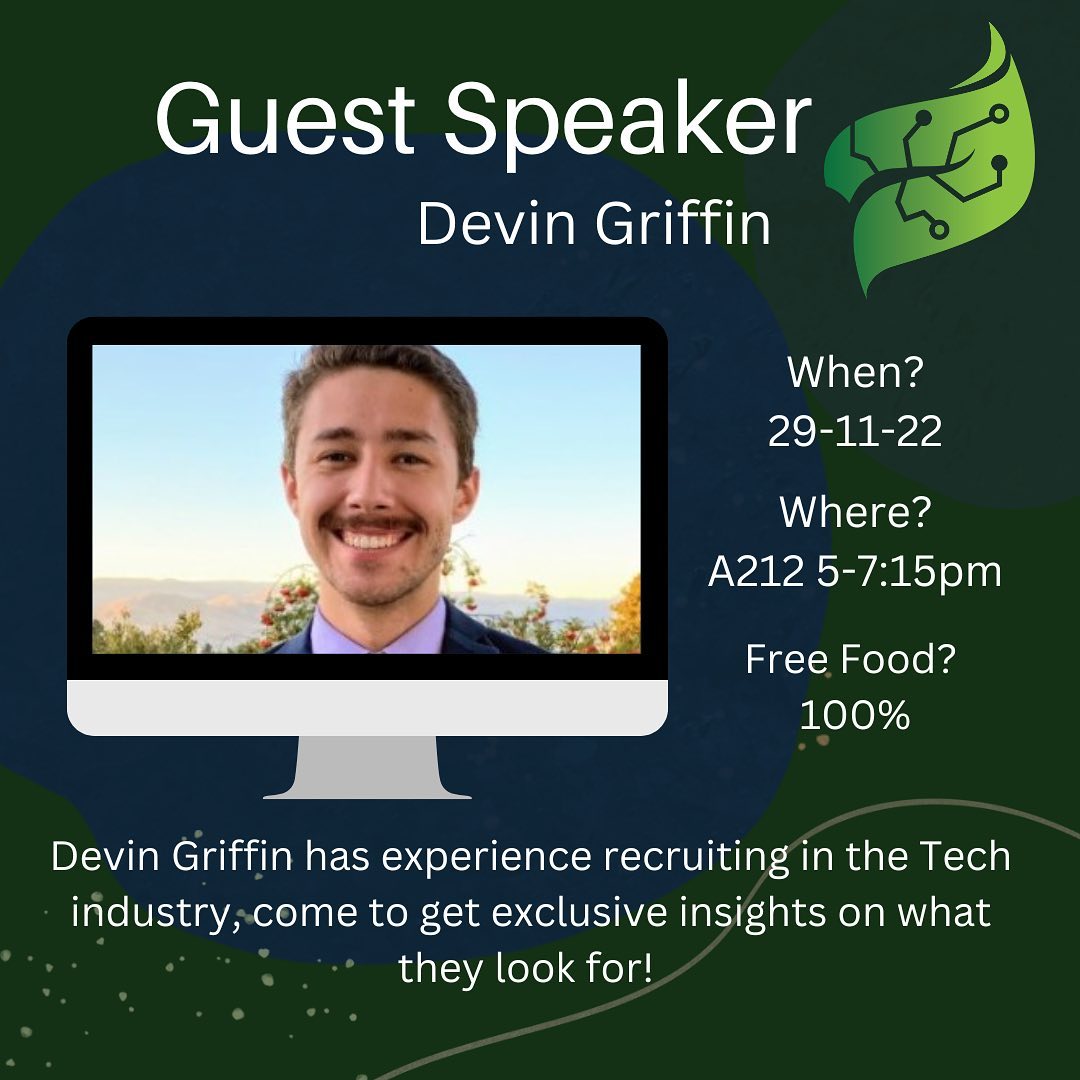 Guest Speaker
Devin Griffin
When?
29-11-22
Where?
A212 5-7:15pm
Free Food?
100%
Devin Griffin has experience recruiting in the Tech
industry, come to get exclusive insights on what
they look for!